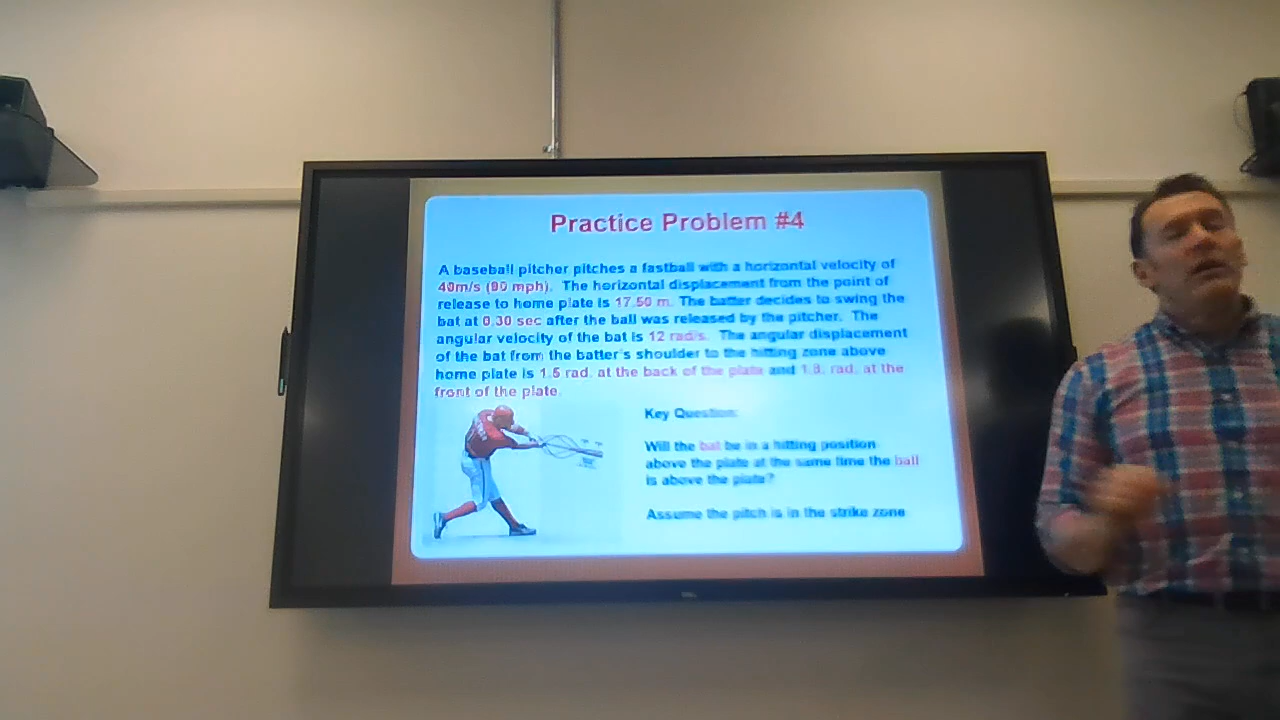 Practice Problem #4
A baseball pitcher pitches a fastball with a horizontal velocity of
40m/s (90 mph). The horizontal displacement from the point of
release to home plate is 17.50 m. The batter decides to swing the
bat at 0.30 sec after the ball was released by the pitcher. The
angular velocity of the bat is 12 rad/s. The angular displacement
of the bat from the batter's shoulder to the hitting zone above
home plate is 1.5 rad. at the back of the plate and 1.8. rad. at the
front of the plate.
Key Question:
Will the bat be in a hitting position
above the plate at the same time the ball
is above the plate?
Assume the pitch is in the strike zone